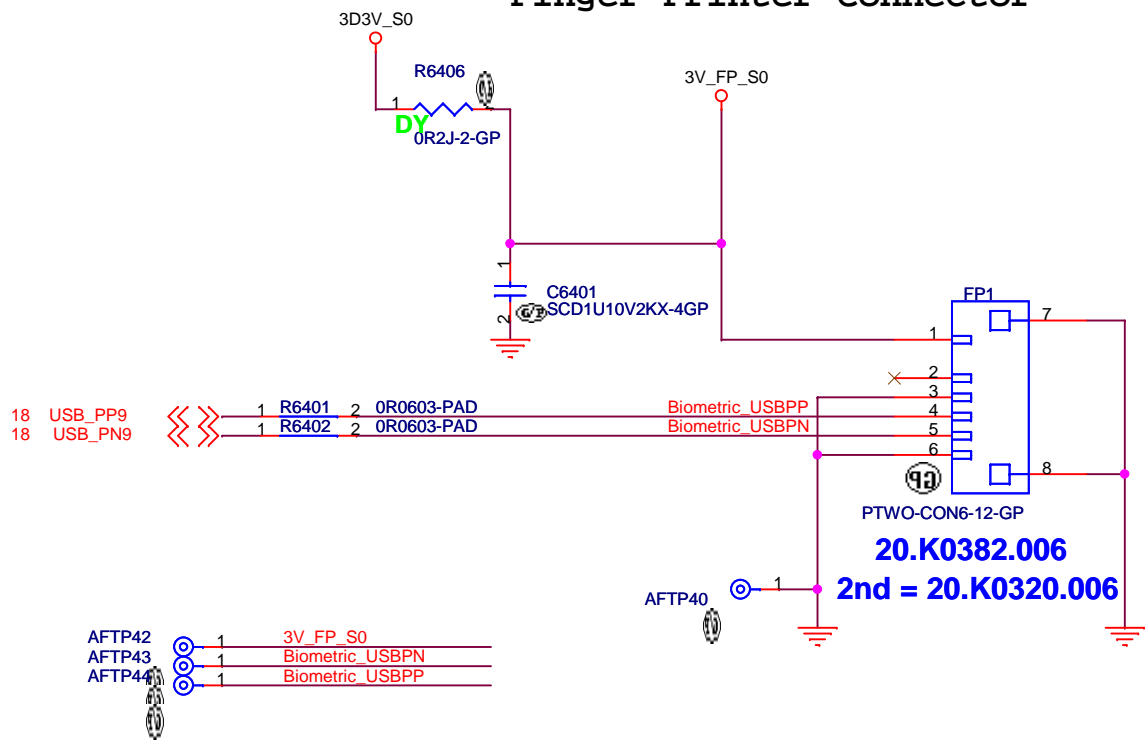 Finger Printer Connector
3D3V_S0
R6406
3V_FP_S0
1
DY
0R2J-2-GP
1
C6401
SCD1U10V2KX-4GP
2
FP1
7
1
2
3
18 USB_PP9 1 R6401 2 0R0603-PAD Biometric_USBPP 4
18 USB_PN9 1 R6402 2 0R0603-PAD Biometric_USBPN 5
6
8
PTWO-CON6-12-GP
20.K0382.006
2nd = 20.K0320.006
AFTP40 1
AFTP42 1 3V_FP_S0
AFTP43 1 Biometric_USBPN
AFTP44 1 Biometric_USBPP